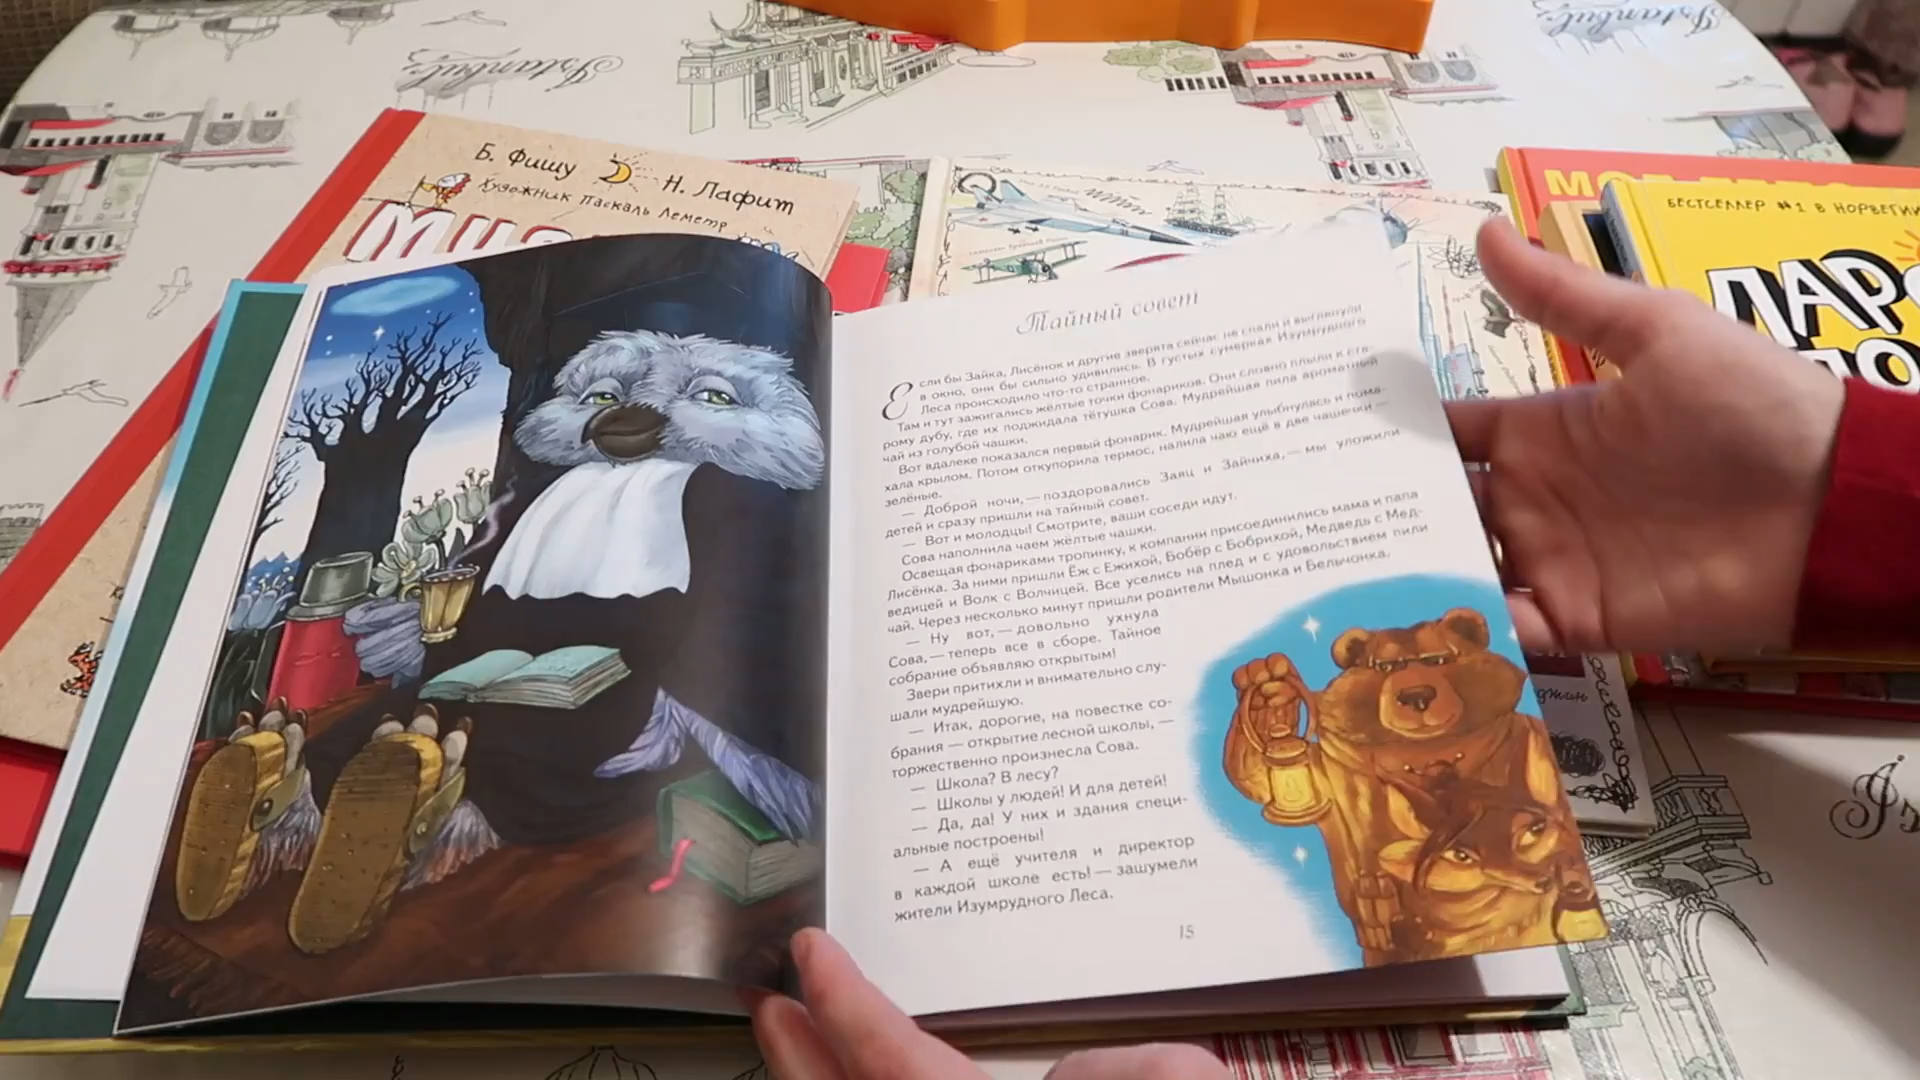 Istanbul
Istanbul
Б. Фишу
Н. Лафит
Художник Паскаль Леметр
БЕСТСЕЛЛЕР #1 В НОРВЕГИИ
Тайный совет
Если бы Зайка, Лисёнок и другие зверята сейчас не спали и выглянули
в окно, они бы сильно удивились. В густых сумерках Изумрудного
Леса происходило что-то странное.
Там и тут зажигались жёлтые точки фонариков. Они словно плыли к ста-
рому дубу, где их поджидала тётушка Сова. Мудрейшая пила ароматный
чай из голубой чашки.
Вот вдалеке показался первый фонарик. Мудрейшая улыбнулась и пома-
хала крылом. Потом откупорила термос, налила чаю ещё в две чашечки —
зелёные.
— Доброй ночи, — поздоровались Заяц и Зайчиха, — мы уложили
детей и сразу пришли на тайный совет.
— Вот и молодцы! Смотрите, ваши соседи идут.
Сова наполнила чаем жёлтые чашки.
Освещая фонариками тропинку, к компании присоединились мама и папа
Лисёнка. За ними пришли Ёж с Ежихой, Бобёр с Бобрихой, Медведь с Мед-
ведицей и Волк с Волчицей. Все уселись на плед и с удовольствием пили
чай. Через несколько минут пришли родители Мышонка и Бельчонка.
— Ну вот, — довольно ухнула
Сова, — теперь все в сборе. Тайное
собрание объявляю открытым!
Звери притихли и внимательно слу-
шали мудрейшую.
— Итак, дорогие, на повестке со-
брания — открытие лесной школы, —
торжественно произнесла Сова.
— Школа? В лесу?
— Школы у людей! И для детей!
— Да, да! У них и здания специ-
альные построены!
— А ещё учителя и директор
в каждой школе есть! — зашумели
жители Изумрудного Леса.
15